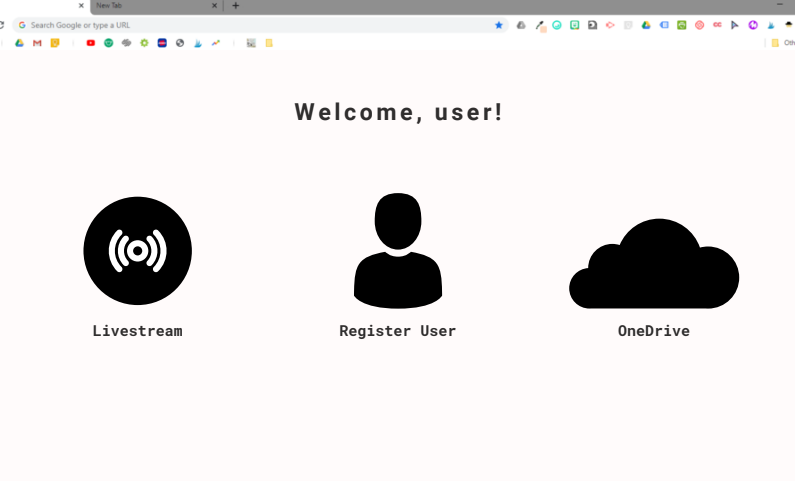 New Tab
Search Google or type a URL
Oth
Welcome, user!
Livestream
Register User
OneDrive